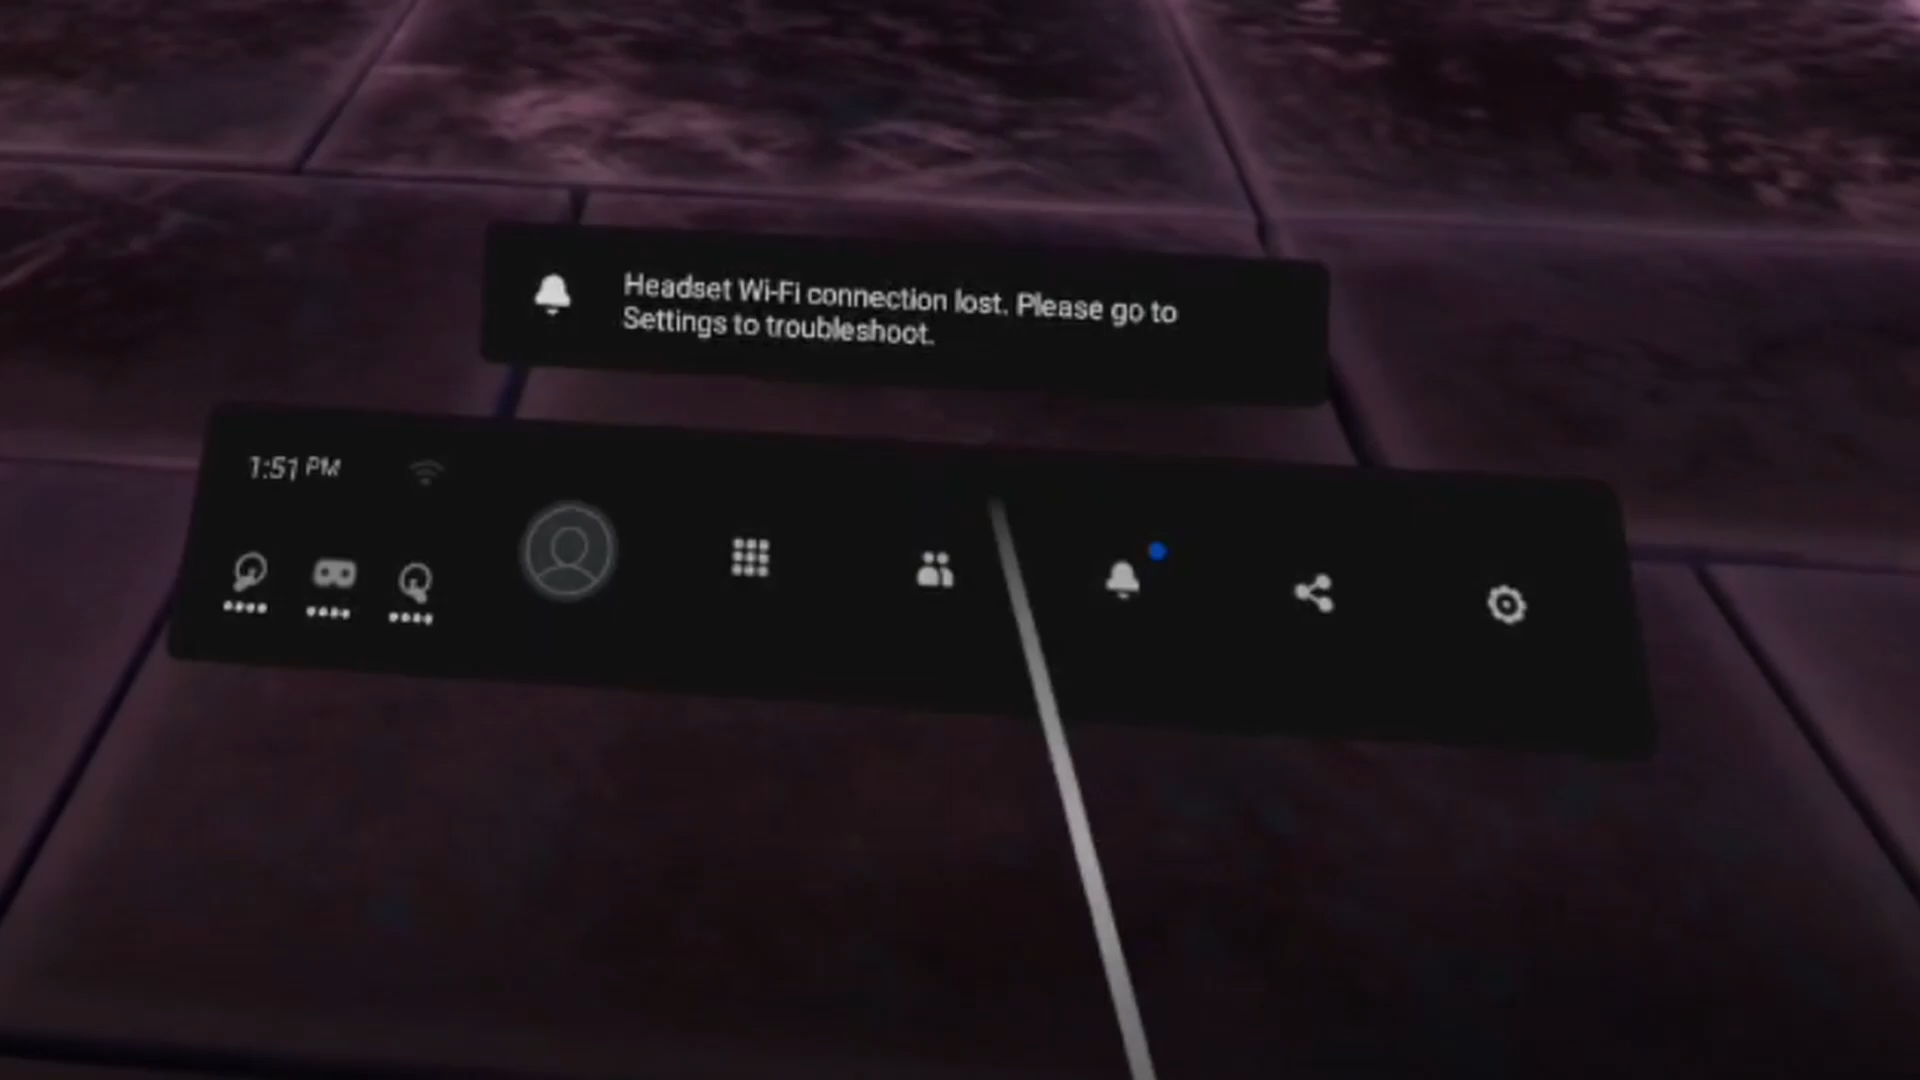 Headset Wi-Fi connection lost. Please go to
Settings to troubleshoot.
1:51 PM